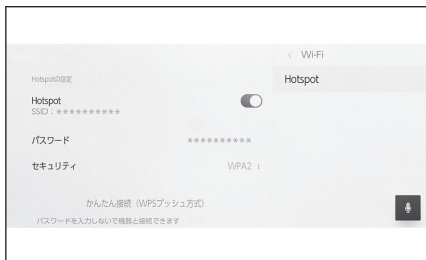 < Wi-Fi
Hotspot
Hotspotの設定
Hotspot
SSID：**********
パスワード **********
セキュリティ WPA2
かんたん接続（WPSプッシュ方式）
パスワードを入力しないで機器と接続できます